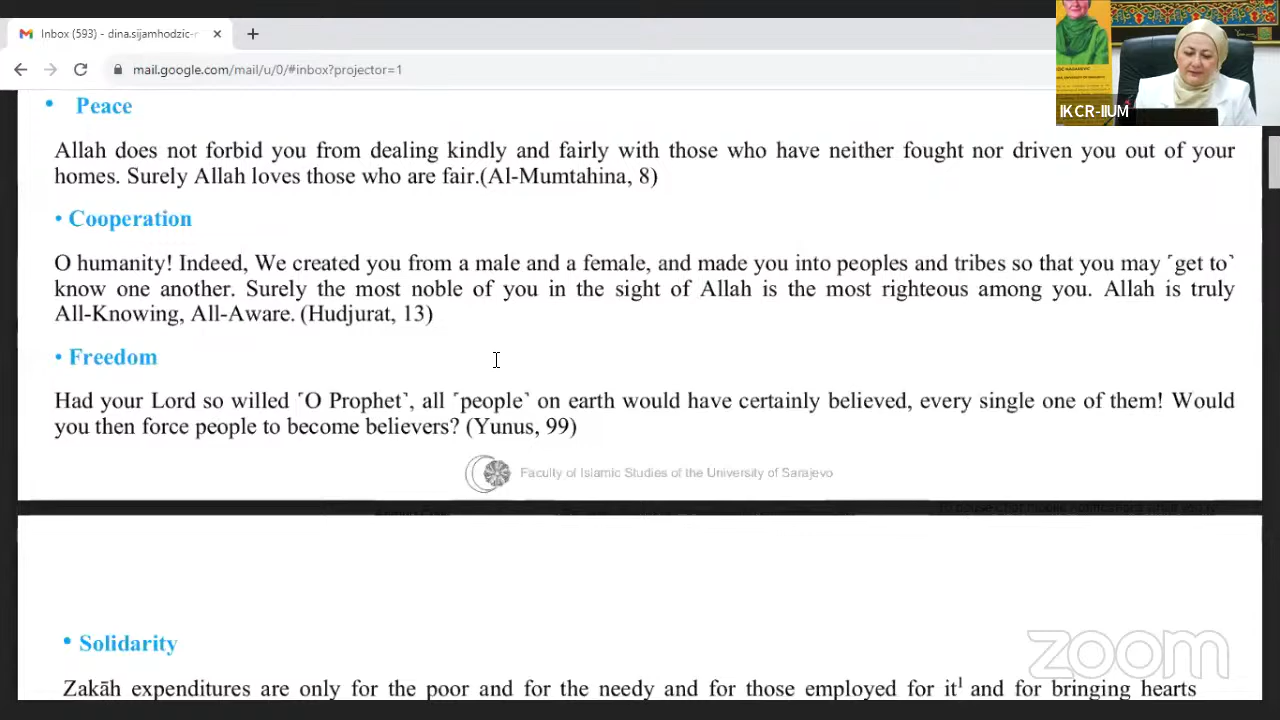 Inbox (593) - dina.sijamhodzic-r
mail.google.com/mail/u/0/#inbox?projector=1
IKCR-IIUM
• Peace
Allah does not forbid you from dealing kindly and fairly with those who have neither fought nor driven you out of your
homes. Surely Allah loves those who are fair.(Al-Mumtahina, 8)
• Cooperation
O humanity! Indeed, We created you from a male and a female, and made you into peoples and tribes so that you may ˹get to˺
know one another. Surely the most noble of you in the sight of Allah is the most righteous among you. Allah is truly
All-Knowing, All-Aware. (Hudjurat, 13)
• Freedom
Had your Lord so willed ˹O Prophet˺, all ˹people˺ on earth would have certainly believed, every single one of them! Would
you then force people to become believers? (Yunus, 99)
Faculty of Islamic Studies of the University of Sarajevo
• Solidarity
zoom
Zakāh expenditures are only for the poor and for the needy and for those employed for it¹ and for bringing hearts